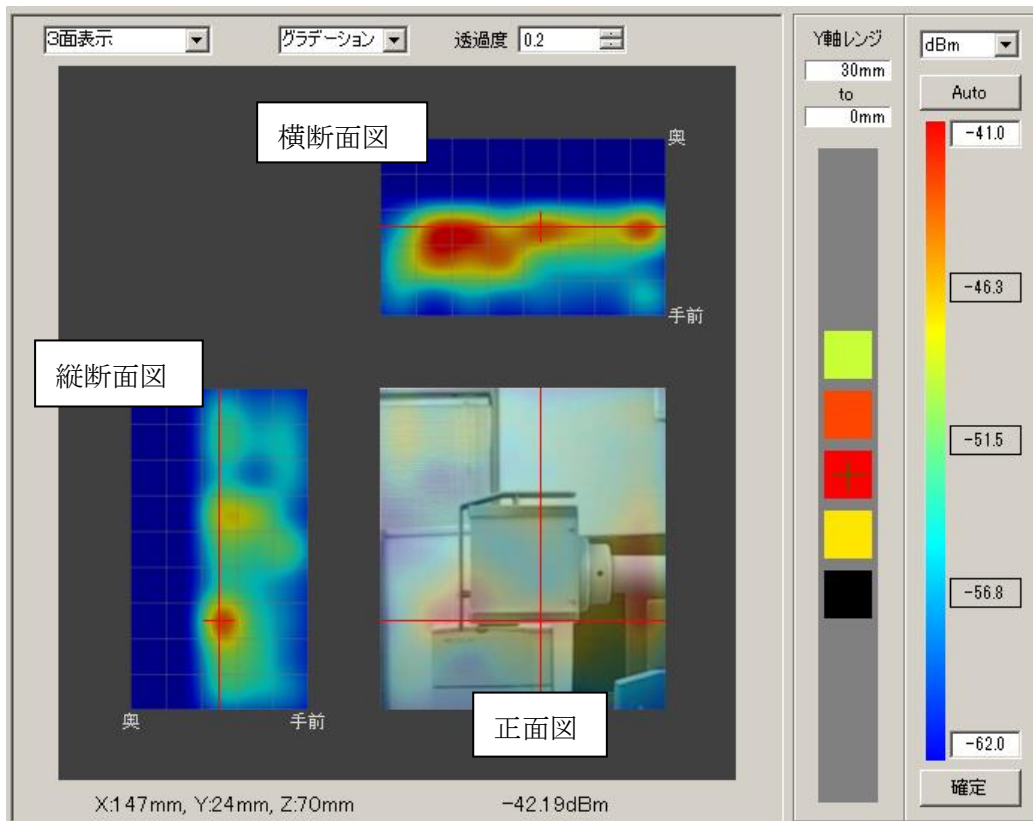 3面表示
グラデーション
透過度 0.2
Y軸レンジ
30mm
to
0mm
dBm
Auto
-41.0
-46.3
-51.5
-56.8
-62.0
確定
横断面図
奥
手前
縦断面図
奥
手前
正面図
X:147mm, Y:24mm, Z:70mm
-42.19dBm